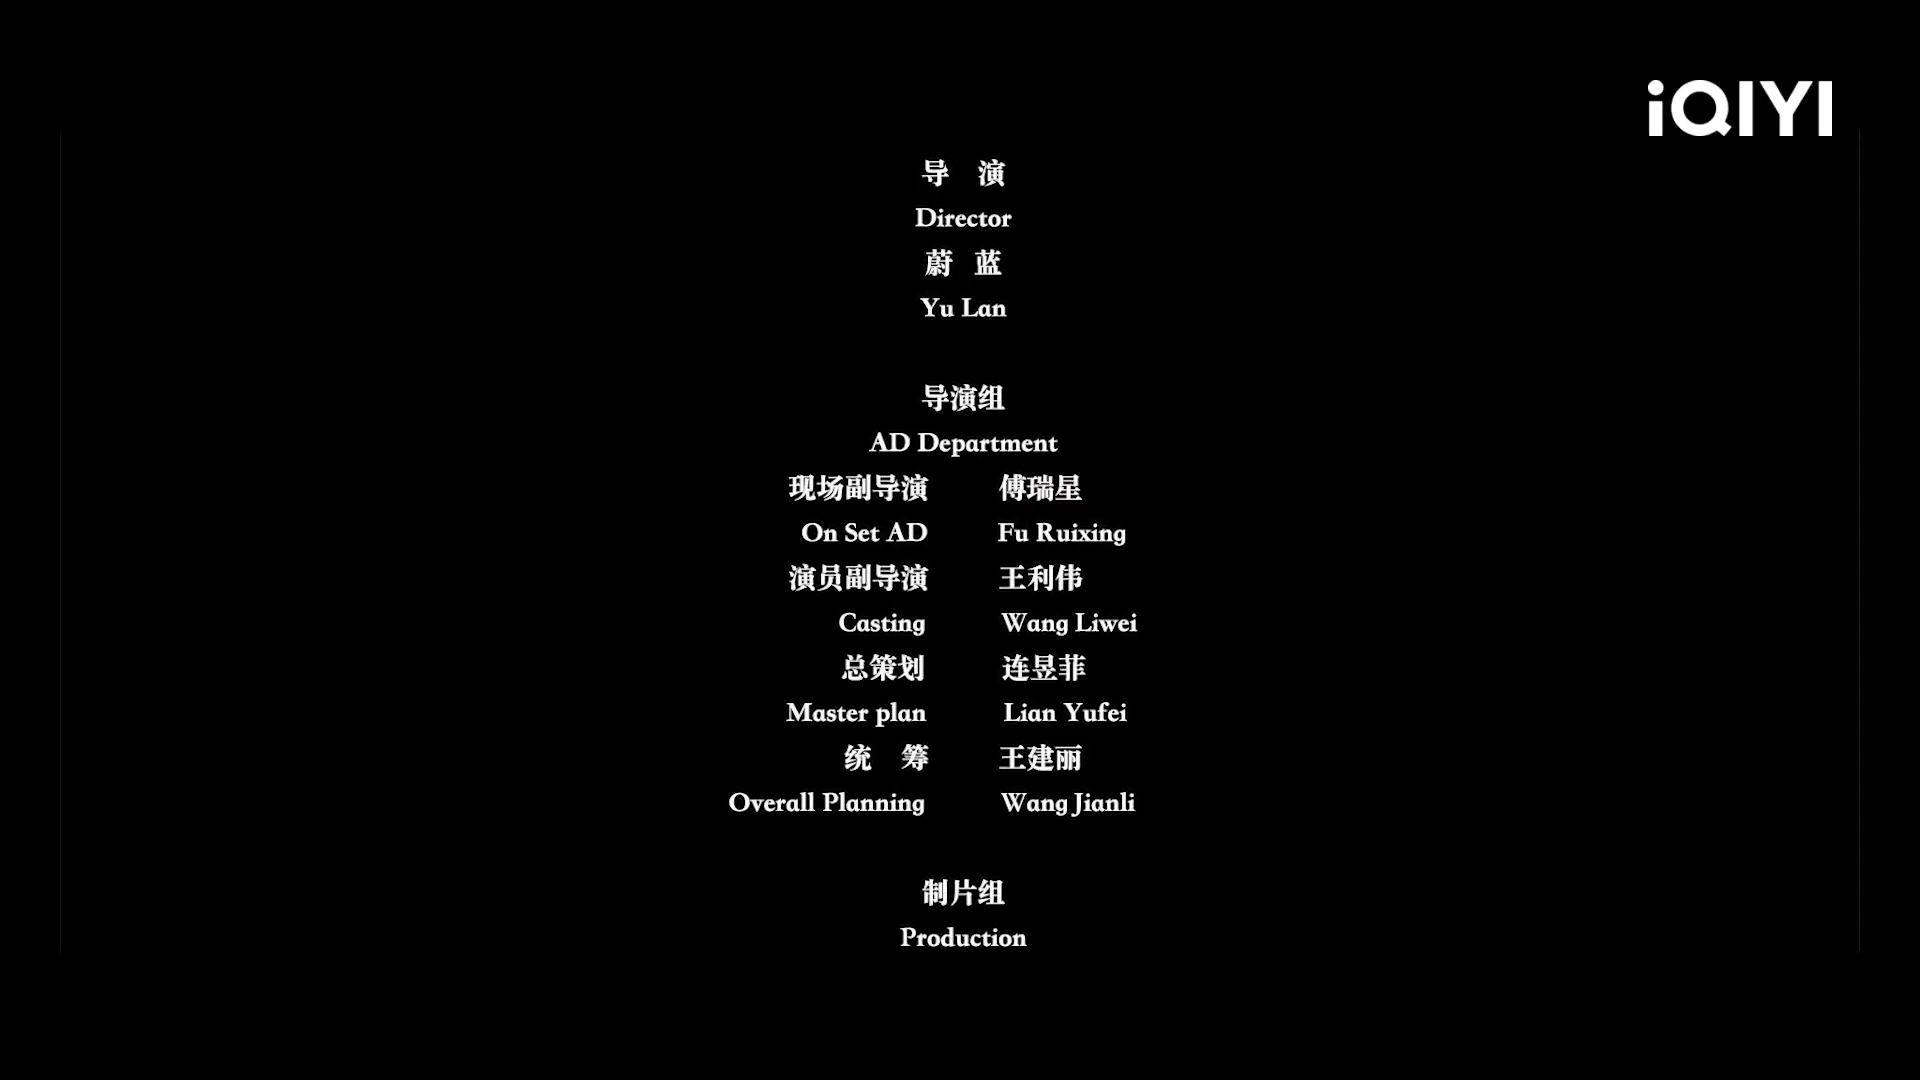 iQIYI
导 演
Director
蔚 蓝
Yu Lan
导演组
AD Department
现场副导演 傅瑞星
On Set AD Fu Ruixing
演员副导演 王利伟
Casting Wang Liwei
总策划 连昱菲
Master plan Lian Yufei
统 筹 王建丽
Overall Planning Wang Jianli
制片组
Production